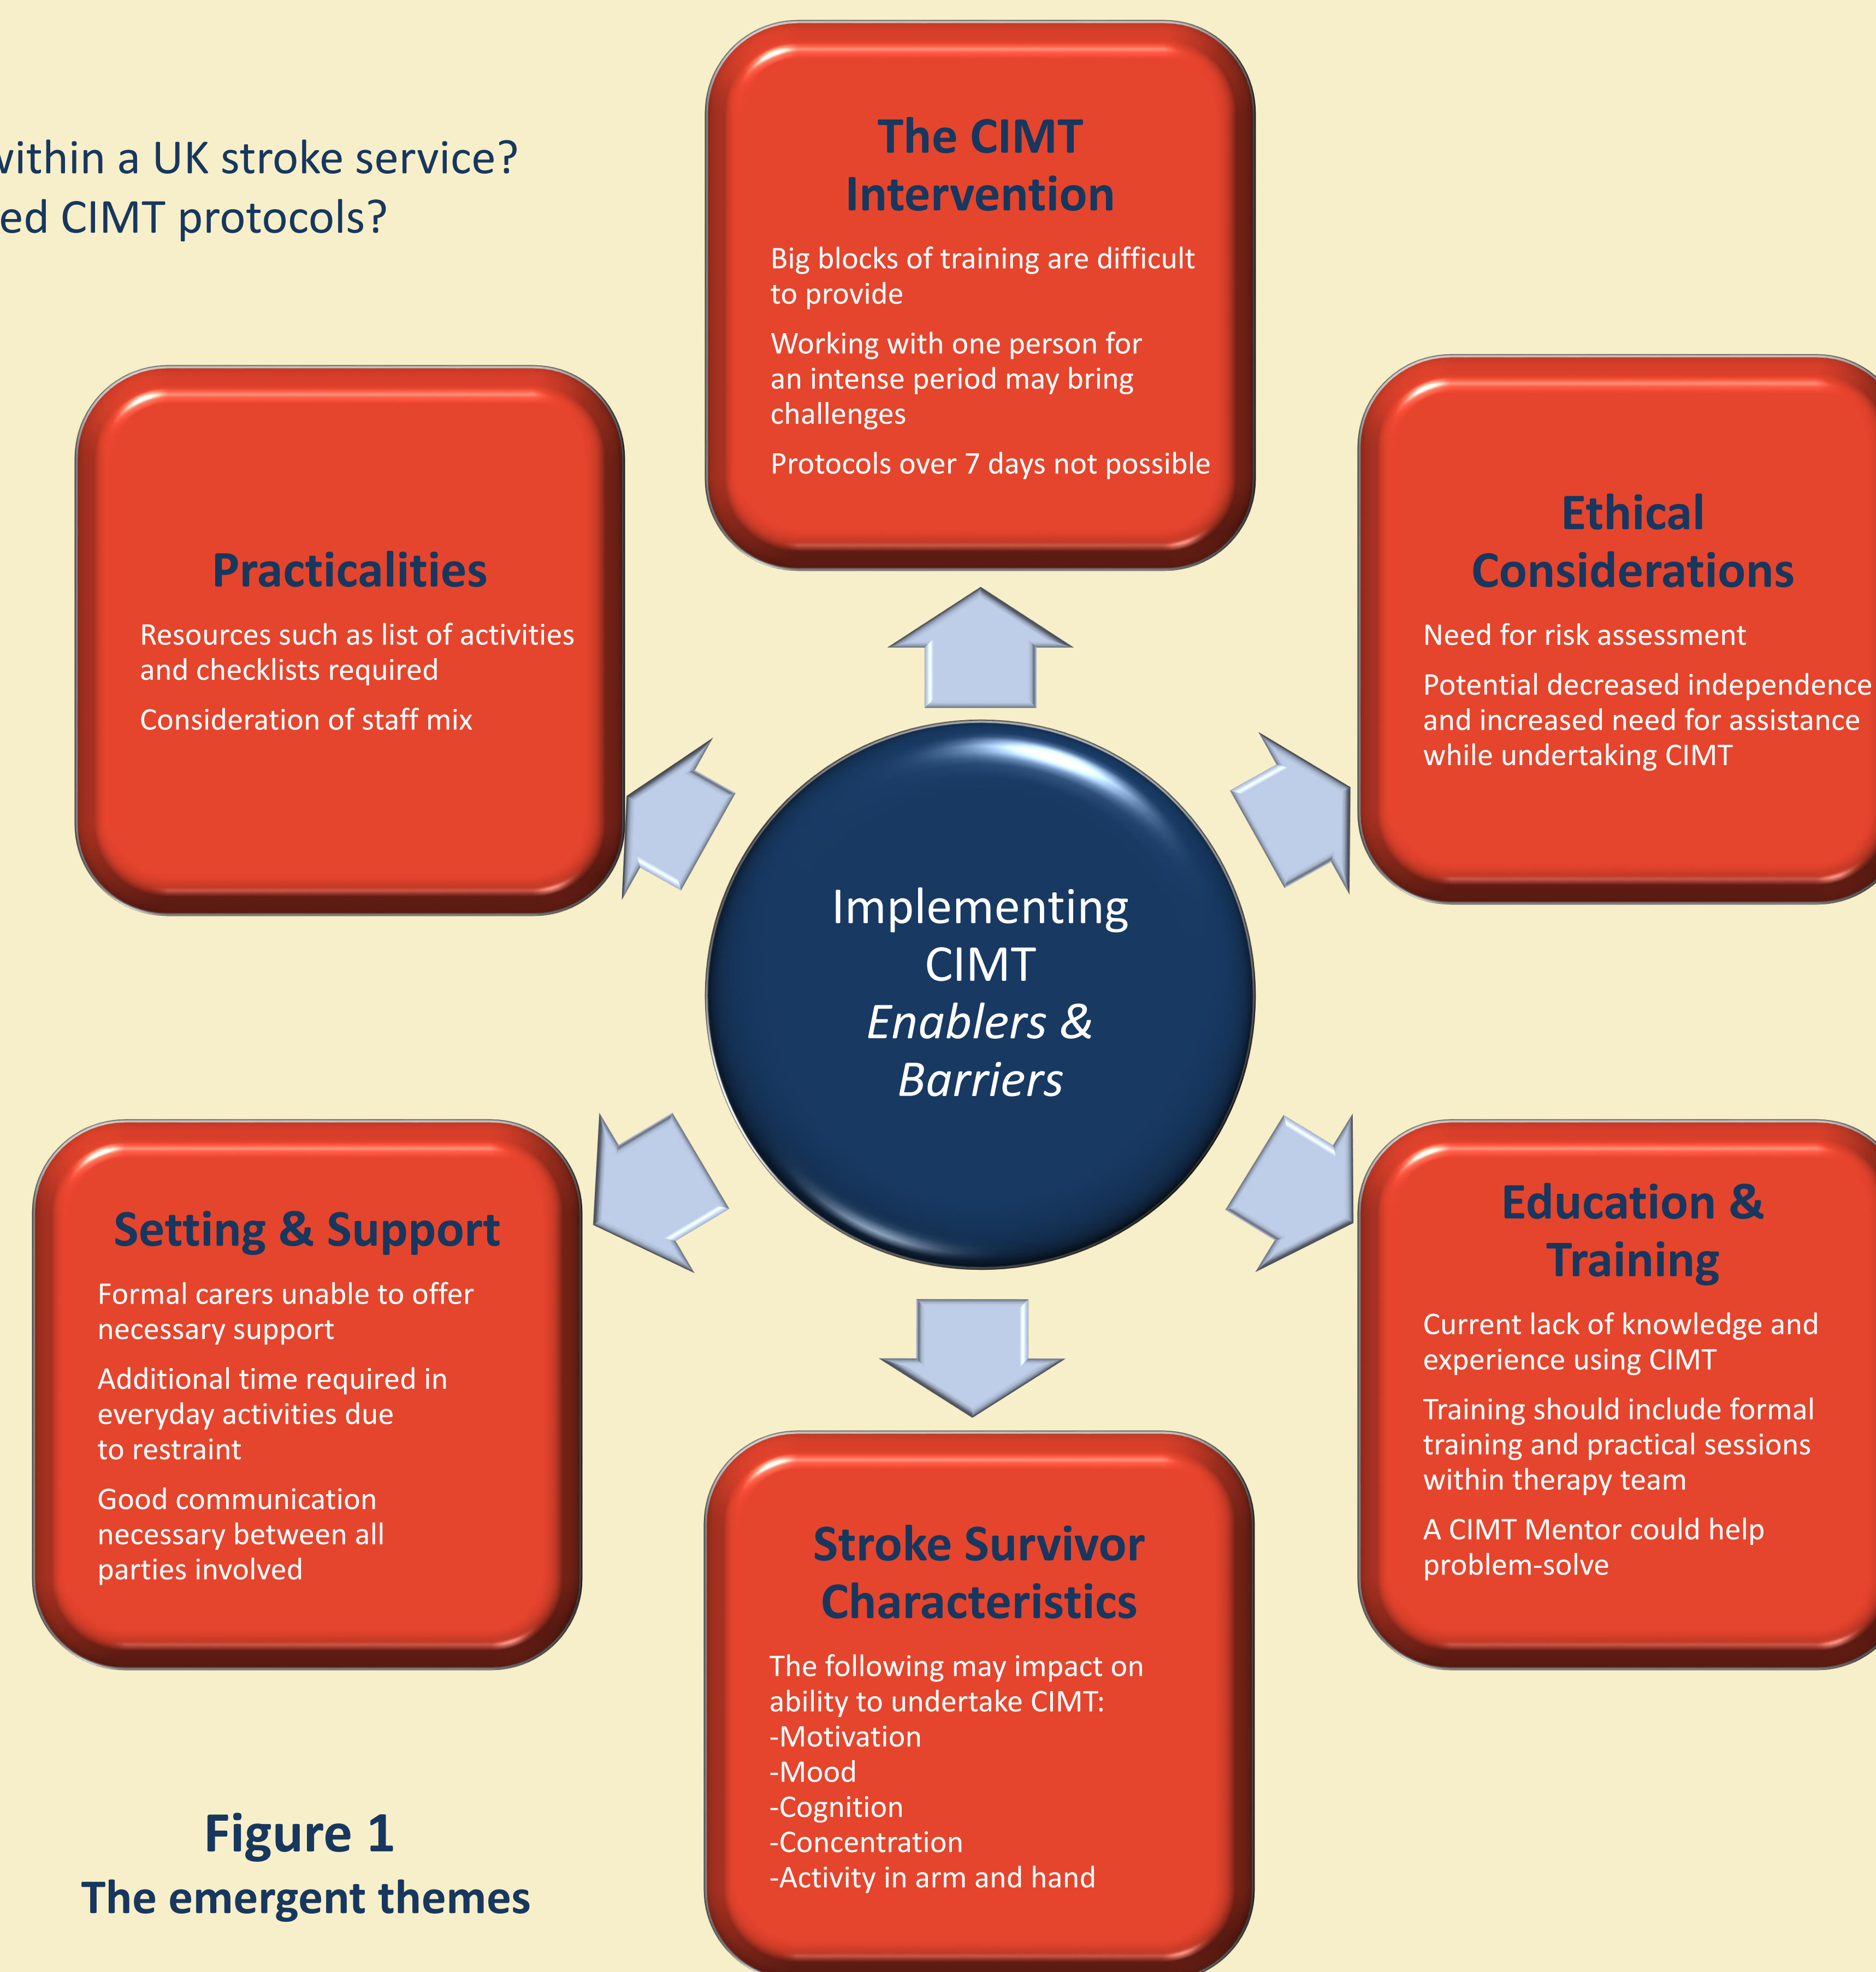 within a UK stroke service?
ed CIMT protocols?
The CIMT
Intervention
Big blocks of training are difficult
to provide
Working with one person for
an intense period may bring
challenges
Protocols over 7 days not possible
Practicalities
Resources such as list of activities
and checklists required
Consideration of staff mix
Ethical
Considerations
Need for risk assessment
Potential decreased independence
and increased need for assistance
while undertaking CIMT
Implementing
CIMT
Enablers &
Barriers
Setting & Support
Formal carers unable to offer
necessary support
Additional time required in
everyday activities due
to restraint
Good communication
necessary between all
parties involved
Education &
Training
Current lack of knowledge and
experience using CIMT
Training should include formal
training and practical sessions
within therapy team
A CIMT Mentor could help
problem-solve
Stroke Survivor
Characteristics
The following may impact on
ability to undertake CIMT:
-Motivation
-Mood
-Cognition
-Concentration
-Activity in arm and hand
Figure 1
The emergent themes